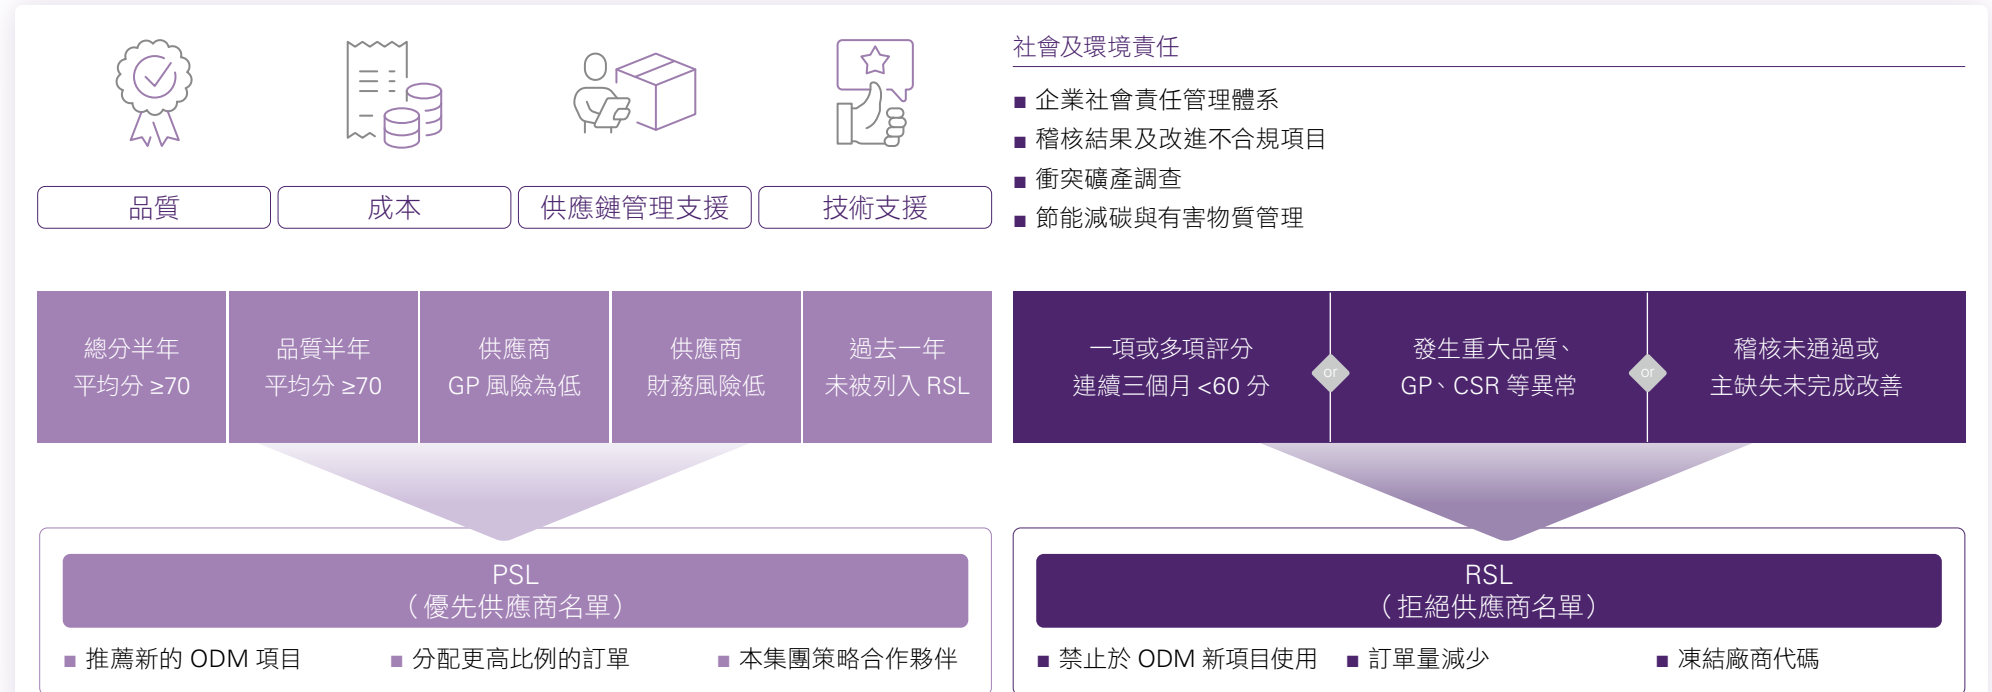 品質
成本
供應鏈管理支援
技術支援
社會及環境責任
■ 企業社會責任管理體系
■ 稽核結果及改進不合規項目
■ 衝突礦產調查
■ 節能減碳與有害物質管理
總分半年
平均分 ≥70
品質半年
平均分 ≥70
供應商
GP 風險為低
供應商
財務風險低
過去一年
未被列入 RSL
一項或多項評分
連續三個月 <60 分
or
發生重大品質、
GP、CSR 等異常
or
稽核未通過或
主缺失未完成改善
PSL
（優先供應商名單）
■ 推薦新的 ODM 項目
■ 分配更高比例的訂單
■ 本集團策略合作夥伴
RSL
（拒絕供應商名單）
■ 禁止於 ODM 新項目使用
■ 訂單量減少
■ 凍結廠商代碼